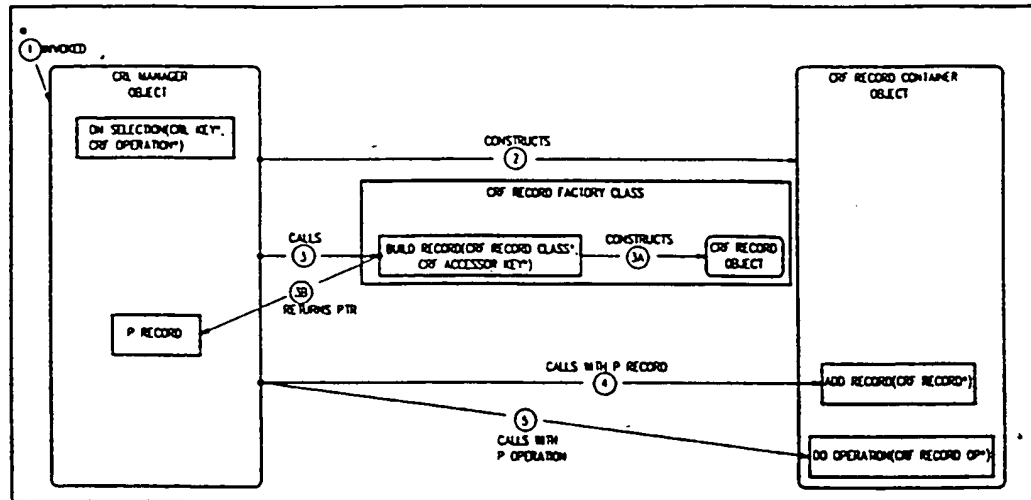 1 INVOKED
CRL MANAGER
OBJECT
ON SELECTION(CRL KEY*,
CRF OPERATION*)
CONSTRUCTS
2
CRF RECORD CONTAINER
OBJECT
CRF RECORD FACTORY CLASS
CALLS
3
BUILD RECORD(CRF RECORD CLASS*,
CRF ACCESSOR KEY*)
CONSTRUCTS
3A
CRF RECORD
OBJECT
3B
RETURNS PTR
P RECORD
CALLS WITH P RECORD
4
ADD RECORD(CRF RECORD*)
5
CALLS WITH
P OPERATION
DO OPERATION(CRF RECORD OP*)